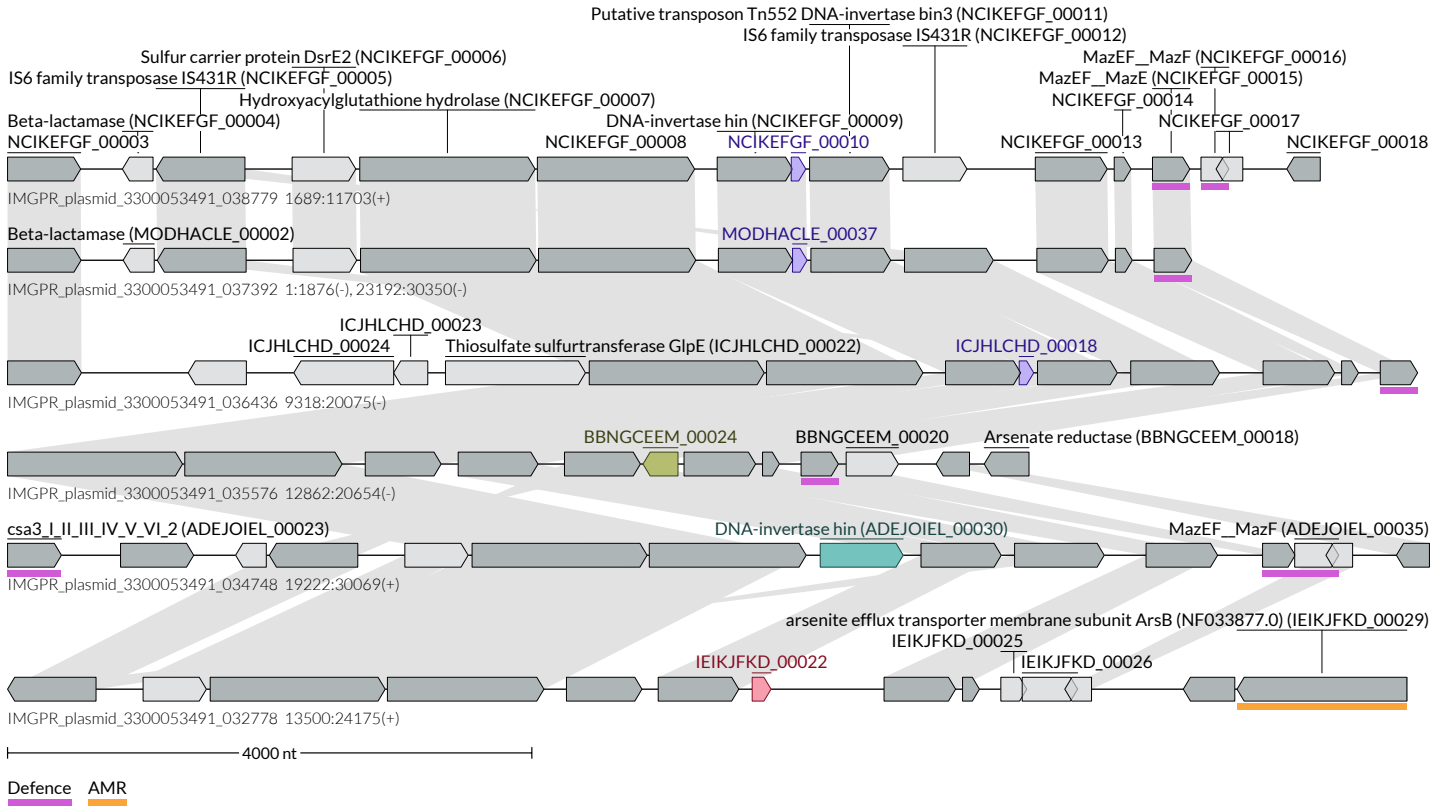 Putative transposon Tn552 DNA-invertase bin3 (NCIKEFGF_00011)
IS6 family transposase IS431R (NCIKEFGF_00012)
Sulfur carrier protein DsrE2 (NCIKEFGF_00006)
MazEF__MazF (NCIKEFGF_00016)
IS6 family transposase IS431R (NCIKEFGF_00005)
MazEF__MazE (NCIKEFGF_00015)
Hydroxyacylglutathione hydrolase (NCIKEFGF_00007)
NCIKEFGF_00014
Beta-lactamase (NCIKEFGF_00004)
DNA-invertase hin (NCIKEFGF_00009)
NCIKEFGF_00017
NCIKEFGF_00003
NCIKEFGF_00008
NCIKEFGF_00010
NCIKEFGF_00013
NCIKEFGF_00018
IMGPR_plasmid_3300053491_038779 1689:11703(+)
Beta-lactamase (MODHACLE_00002)
MODHACLE_00037
IMGPR_plasmid_3300053491_037392 1:1876(-), 23192:30350(-)
ICJHLCHD_00023
ICJHLCHD_00024
Thiosulfate sulfurtransferase GlpE (ICJHLCHD_00022)
ICJHLCHD_00018
IMGPR_plasmid_3300053491_036436 9318:20075(-)
BBNGCEEM_00024
BBNGCEEM_00020
Arsenate reductase (BBNGCEEM_00018)
IMGPR_plasmid_3300053491_035576 12862:20654(-)
csa3_I_II_III_IV_V_VI_2 (ADEJOIEL_00023)
DNA-invertase hin (ADEJOIEL_00030)
MazEF__MazF (ADEJOIEL_00035)
IMGPR_plasmid_3300053491_034748 19222:30069(+)
arsenite efflux transporter membrane subunit ArsB (NF033877.0) (IEIKJFKD_00029)
IEIKJFKD_00025
IEIKJFKD_00022
IEIKJFKD_00026
IMGPR_plasmid_3300053491_032778 13500:24175(+)
4000 nt
Defence
AMR